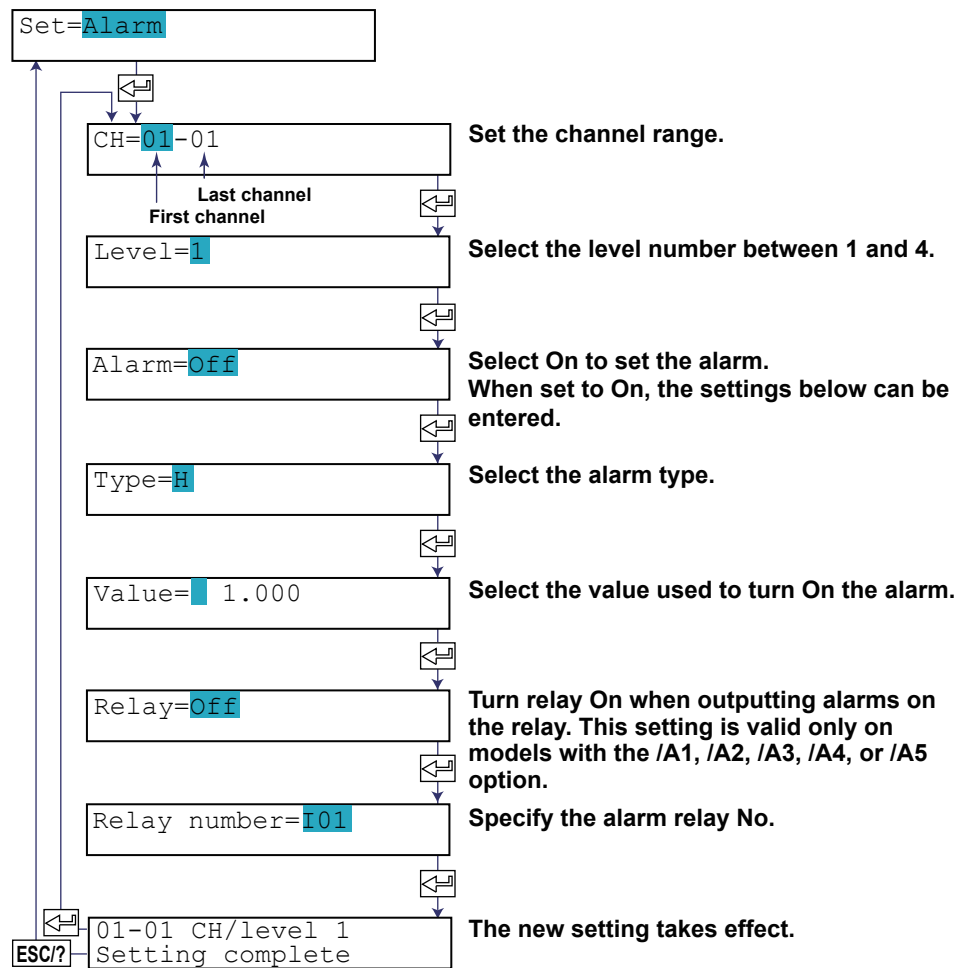 Set=Alarm
CH=01-01
Set the channel range.
Last channel
First channel
Level=1
Select the level number between 1 and 4.
Alarm=Off
Select On to set the alarm.
When set to On, the settings below can be
entered.
Type=H
Select the alarm type.
Value= 1.000
Select the value used to turn On the alarm.
Relay=Off
Turn relay On when outputting alarms on
the relay. This setting is valid only on
models with the /A1, /A2, /A3, /A4, or /A5
option.
Relay number=I01
Specify the alarm relay No.
01-01 CH/level 1
Setting complete
The new setting takes effect.
ESC/?